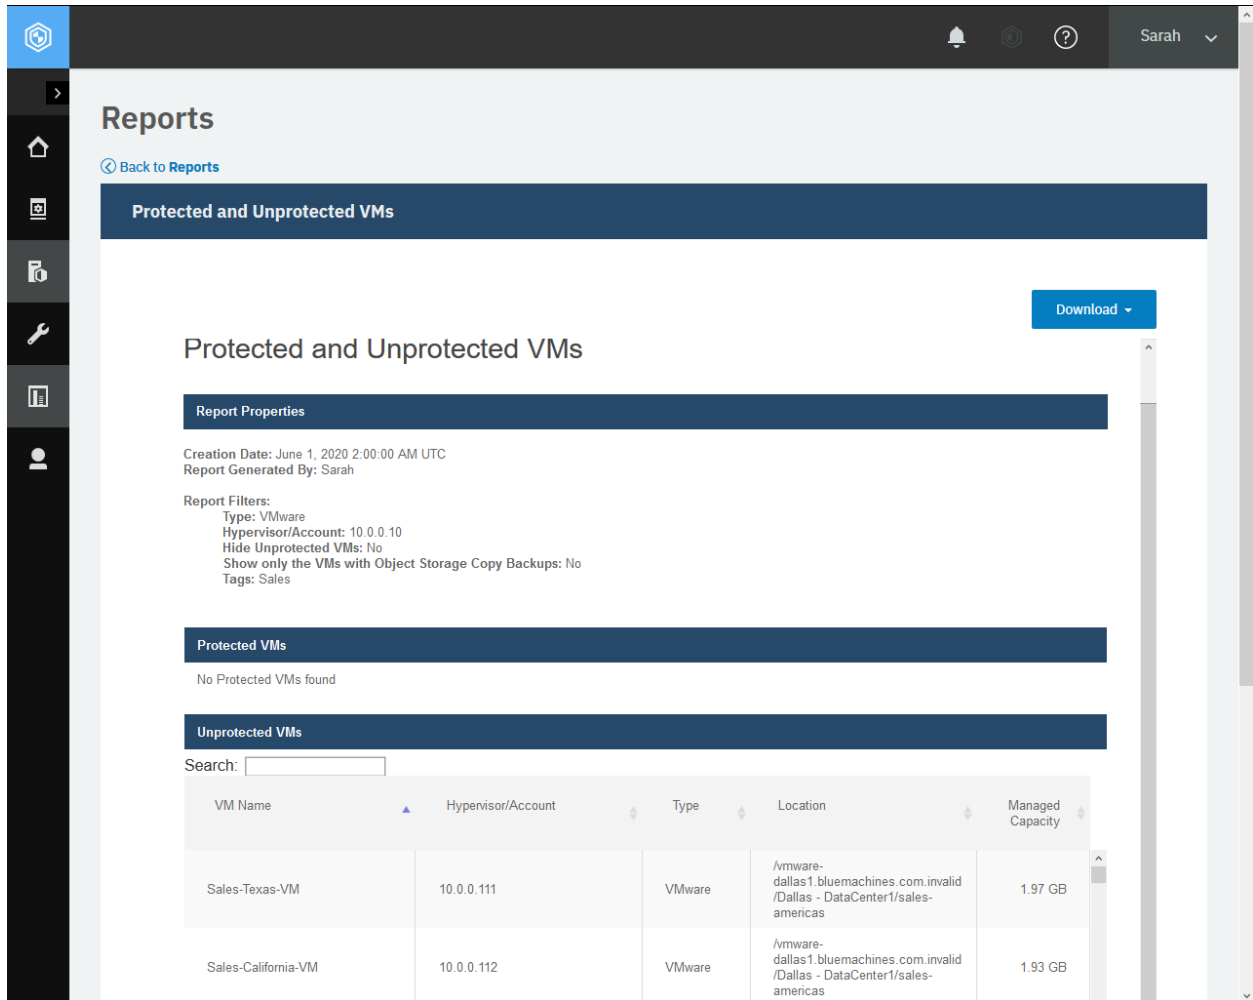 Sarah
Reports
Back to Reports
Protected and Unprotected VMs
Download
Protected and Unprotected VMs
Report Properties
Creation Date: June 1, 2020 2:00:00 AM UTC
Report Generated By: Sarah
Report Filters:
Type: VMware
Hypervisor/Account: 10.0.0.10
Hide Unprotected VMs: No
Show only the VMs with Object Storage Copy Backups: No
Tags: Sales
Protected VMs
No Protected VMs found
Unprotected VMs
Search:
VM Name Hypervisor/Account Type Location Managed
Capacity
/vmware-
dallas1.bluemachines.com.invalid
Sales-Texas-VM 10.0.0.111 VMware /Dallas - DataCenter1/sales- 1.97 GB
americas
/vmware-
dallas1.bluemachines.com.invalid
Sales-California-VM 10.0.0.112 VMware /Dallas - DataCenter1/sales- 1.93 GB
americas